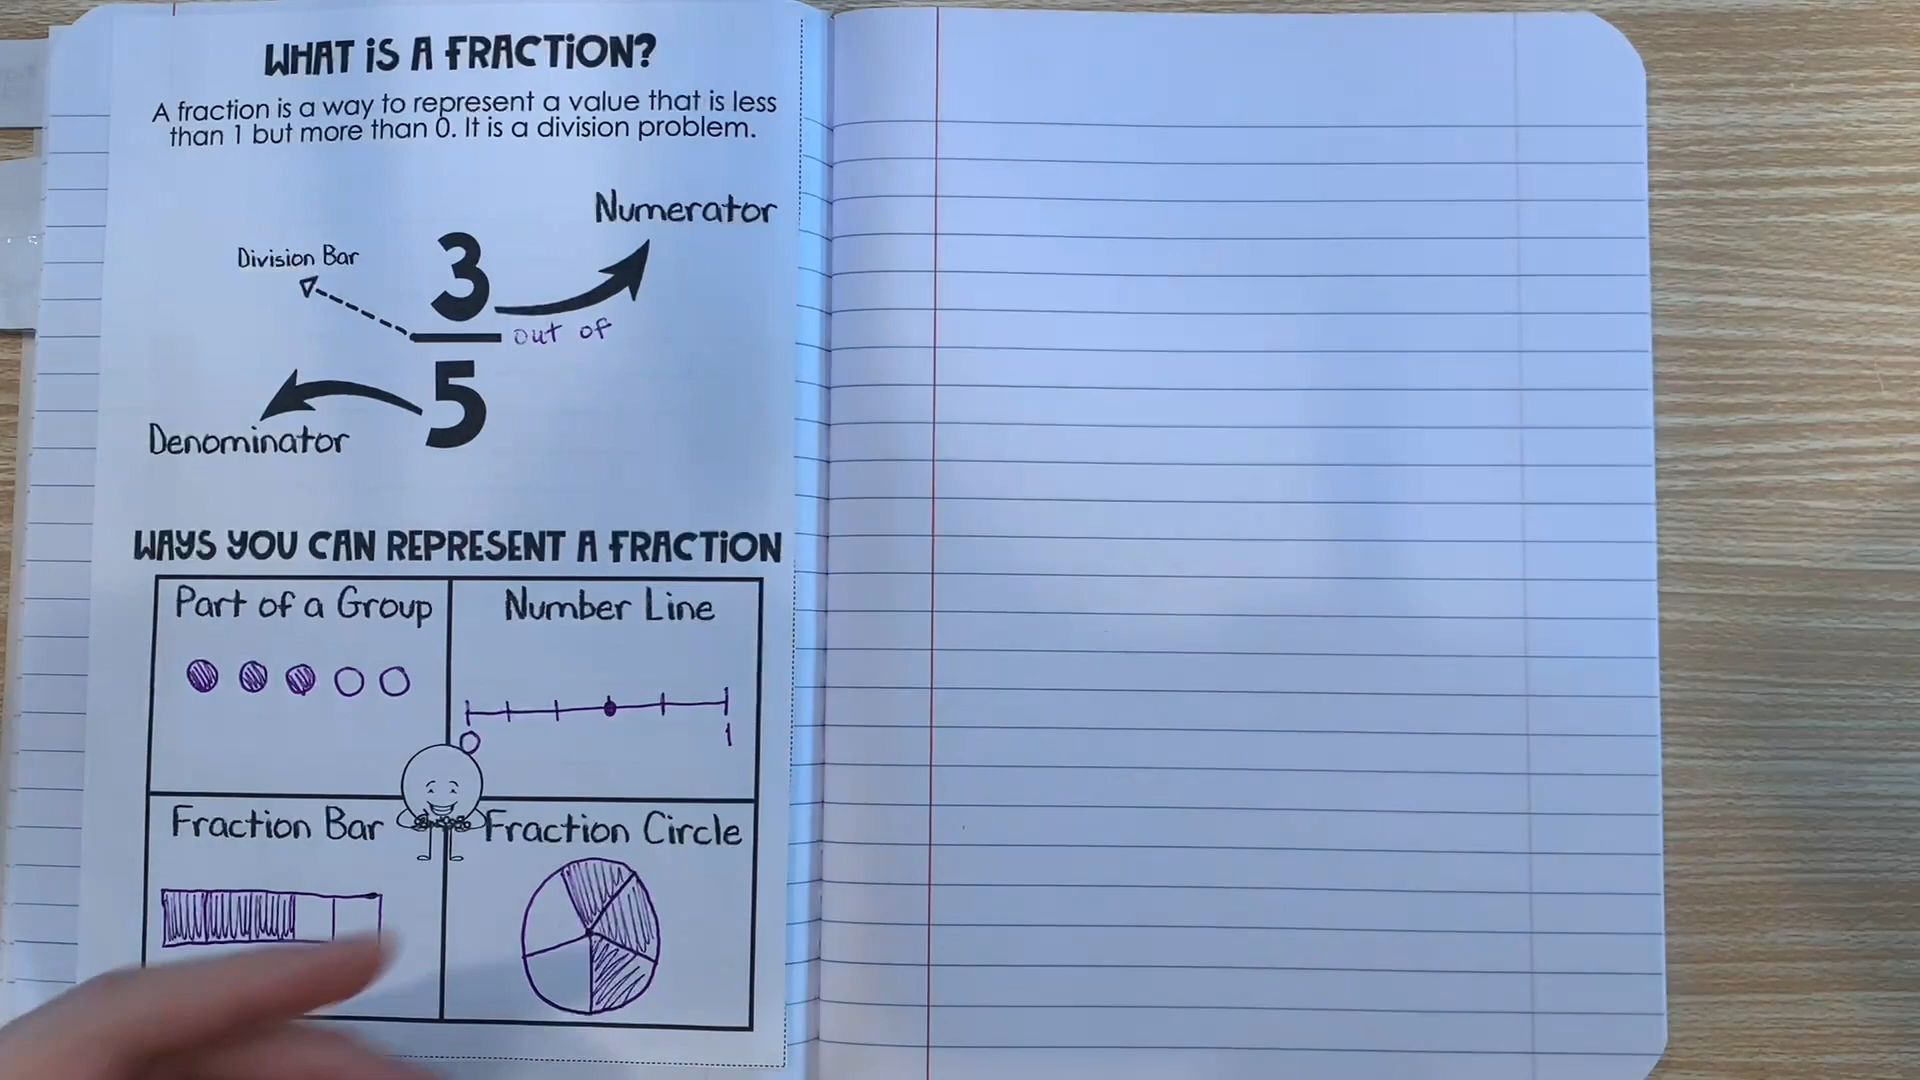 WHAT iS A FRACTiON?
A fraction is a way to represent a value that is less
than 1 but more than 0. It is a division problem.
Numerator
Division Bar
3
out of
5
Denominator
WAYS YOU CAN REPRESENT A FRACTiON
Part of a Group
Number Line
0
1
Fraction Bar
Fraction Circle